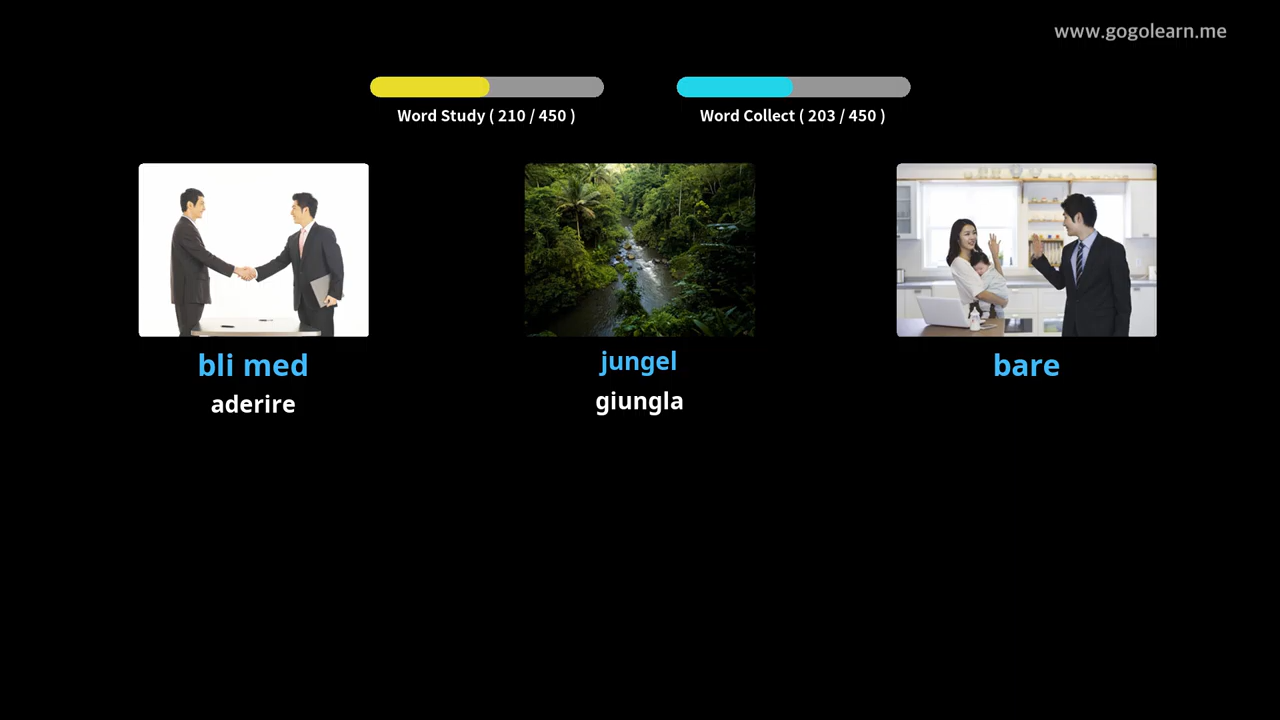 www.gogolearn.me
Word Study ( 210 / 450 )
Word Collect ( 203 / 450 )
bli med
aderire
jungel
giungla
bare